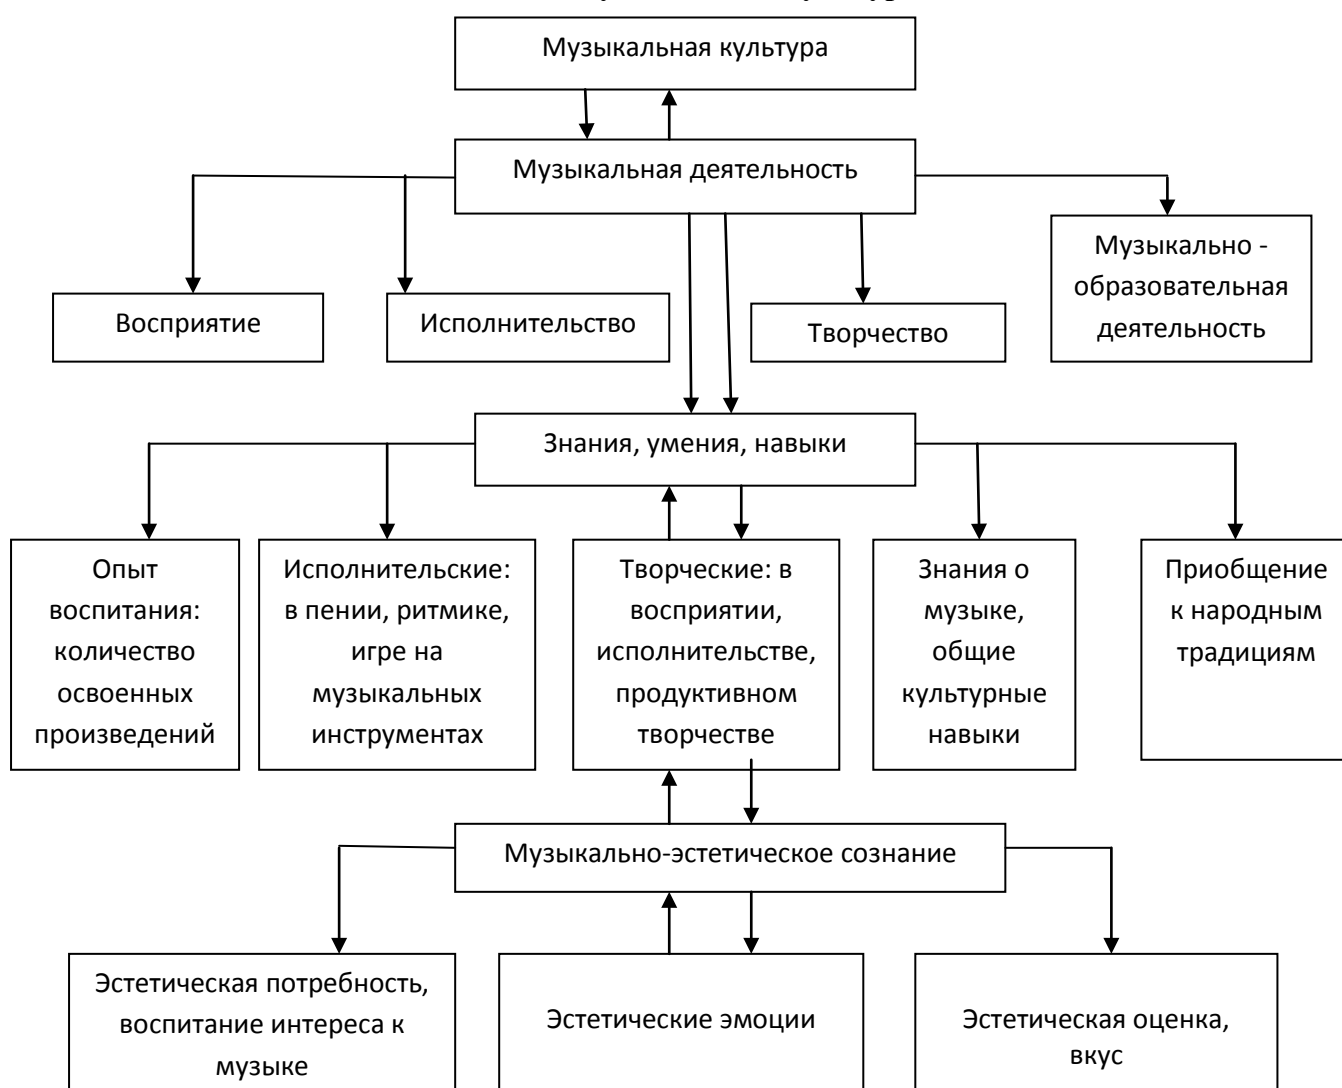 Музыкальная культура
Музыкальная деятельность
Восприятие
Исполнительство
Творчество
Музыкально -
образовательная
деятельность
Знания, умения, навыки
Опыт
воспитания:
количество
освоенных
произведений
Исполнительские:
в пении, ритмике,
игре на
музыкальных
инструментах
Творческие: в
восприятии,
исполнительстве,
продуктивном
творчестве
Знания о
музыке,
общие
культурные
навыки
Приобщение
к народным
традициям
Музыкально-эстетическое сознание
Эстетическая потребность,
воспитание интереса к
музыке
Эстетические эмоции
Эстетическая оценка,
вкус